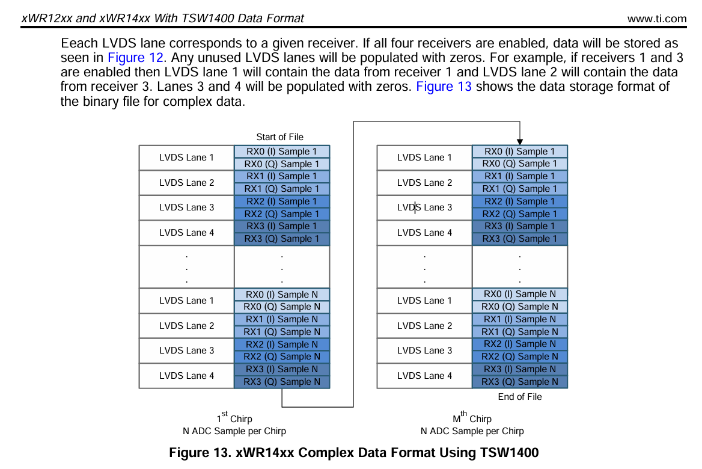 xWR12xx and xWR14xx With TSW1400 Data Format
www.ti.com
Eeach LVDS lane corresponds to a given receiver. If all four receivers are enabled, data will be stored as
seen in Figure 12. Any unused LVDS lanes will be populated with zeros. For example, if receivers 1 and 3
are enabled then LVDS lane 1 will contain the data from receiver 1 and LVDS lane 2 will contain the data
from receiver 3. Lanes 3 and 4 will be populated with zeros. Figure 13 shows the data storage format of
the binary file for complex data.
Start of File
LVDS Lane 1
RX0 (I) Sample 1
RX0 (Q) Sample 1
LVDS Lane 2
RX1 (I) Sample 1
RX1 (Q) Sample 1
LVDS Lane 3
RX2 (I) Sample 1
RX2 (Q) Sample 1
LVDS Lane 4
RX3 (I) Sample 1
RX3 (Q) Sample 1
LVDS Lane 1
RX0 (I) Sample N
RX0 (Q) Sample N
LVDS Lane 2
RX1 (I) Sample N
RX1 (Q) Sample N
LVDS Lane 3
RX2 (I) Sample N
RX2 (Q) Sample N
LVDS Lane 4
RX3 (I) Sample N
RX3 (Q) Sample N
1st Chirp
N ADC Sample per Chirp
LVDS Lane 1
RX0 (I) Sample 1
RX0 (Q) Sample 1
LVDS Lane 2
RX1 (I) Sample 1
RX1 (Q) Sample 1
LVDS Lane 3
RX2 (I) Sample 1
RX2 (Q) Sample 1
LVDS Lane 4
RX3 (I) Sample 1
RX3 (Q) Sample 1
LVDS Lane 1
RX0 (I) Sample N
RX0 (Q) Sample N
LVDS Lane 2
RX1 (I) Sample N
RX1 (Q) Sample N
LVDS Lane 3
RX2 (I) Sample N
RX2 (Q) Sample N
LVDS Lane 4
RX3 (I) Sample N
RX3 (Q) Sample N
End of File
Mth Chirp
N ADC Sample per Chirp
Figure 13. xWR14xx Complex Data Format Using TSW1400